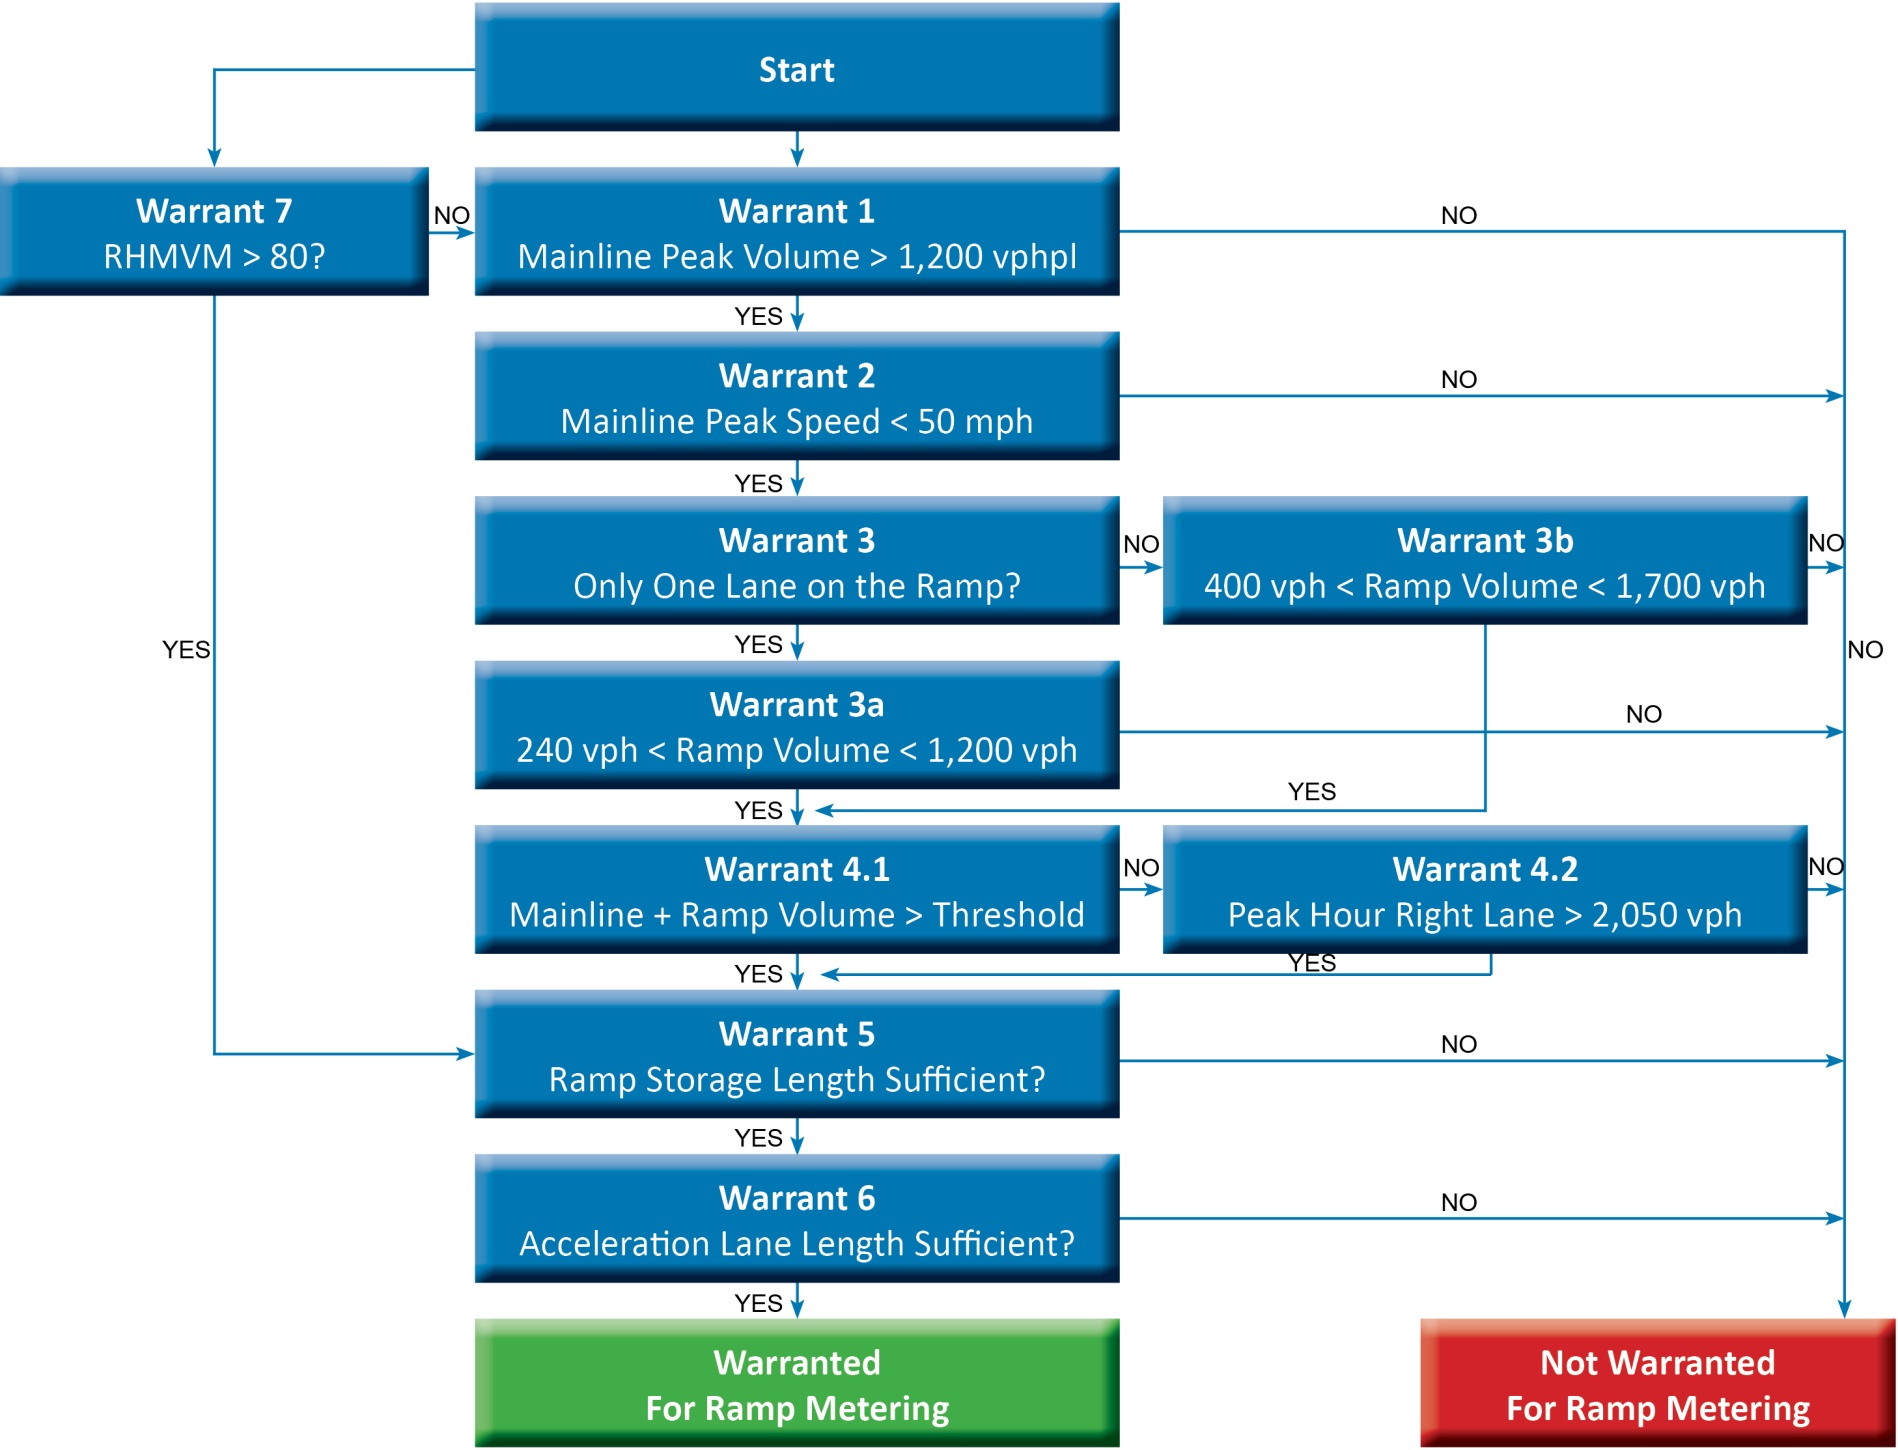 Start
Warrant 7
RHMVM > 80?
NO
Warrant 1
Mainline Peak Volume > 1,200 vphpl
NO
YES
Warrant 2
Mainline Peak Speed < 50 mph
NO
YES
Warrant 3
Only One Lane on the Ramp?
NO
Warrant 3b
400 vph < Ramp Volume < 1,700 vph
NO
YES
YES
NO
Warrant 3a
240 vph < Ramp Volume < 1,200 vph
NO
YES
YES
Warrant 4.1
Mainline + Ramp Volume > Threshold
NO
Warrant 4.2
Peak Hour Right Lane > 2,050 vph
NO
YES
YES
Warrant 5
Ramp Storage Length Sufficient?
NO
YES
Warrant 6
Acceleration Lane Length Sufficient?
NO
YES
Warranted
For Ramp Metering
Not Warranted
For Ramp Metering